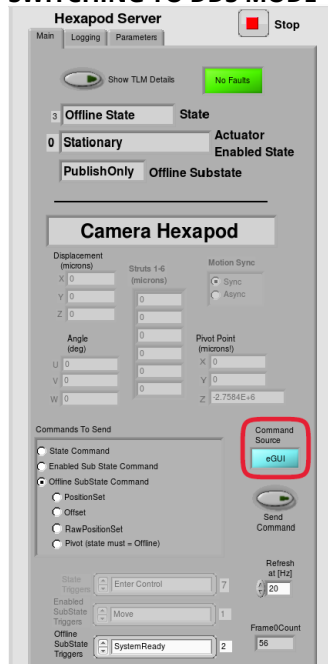 SWITCHING TO DDS MODE
Hexapod Server
Stop
Main Logging Parameters
Show TLM Details
No Faults
3 Offline State State
0 Stationary Actuator
Enabled State
PublishOnly Offline Substate
Camera Hexapod
Displacement
(microns)
X 0
Y 0
Z 0
Struts 1-6
(microns)
0
0
0
0
0
0
Motion Sync
Sync
Async
Angle
(deg)
U 0
V 0
W 0
Pivot Point
(microns!)
X 0
Y 0
Z -2.7584E+6
Commands To Send
State Command
Enabled Sub State Command
Offline SubState Command
PositionSet
Offset
RawPositionSet
Pivot (state must = Offline)
Command
Source
eGUI
Send
Command
Refresh
at [Hz]
20
State
Triggers
Enter Control 7
Enabled
SubState
Triggers
Move 1
Offline
SubState
Triggers
SystemReady 2
Frame0Count
56